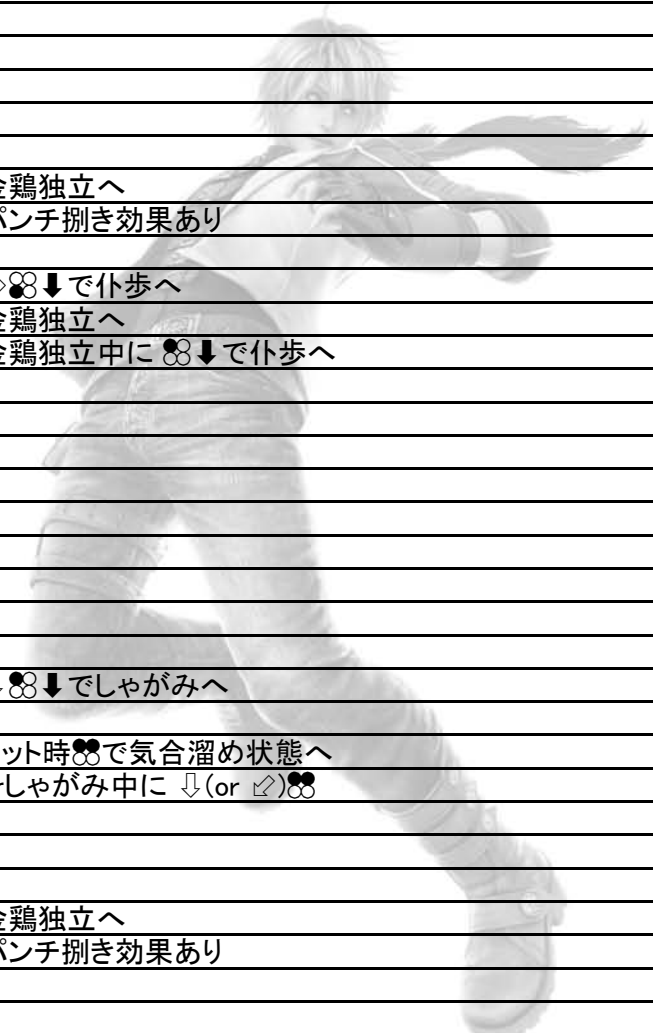 金鶏独立へ
パンチ捌き効果あり
⬇で仆歩へ
金鶏独立へ
金鶏独立中に ⬇で仆歩へ
⬇でしゃがみへ
ット時で気合溜め状態へ
しゃがみ中に ⇩(or ⬃)
金鶏独立へ
パンチ捌き効果あり